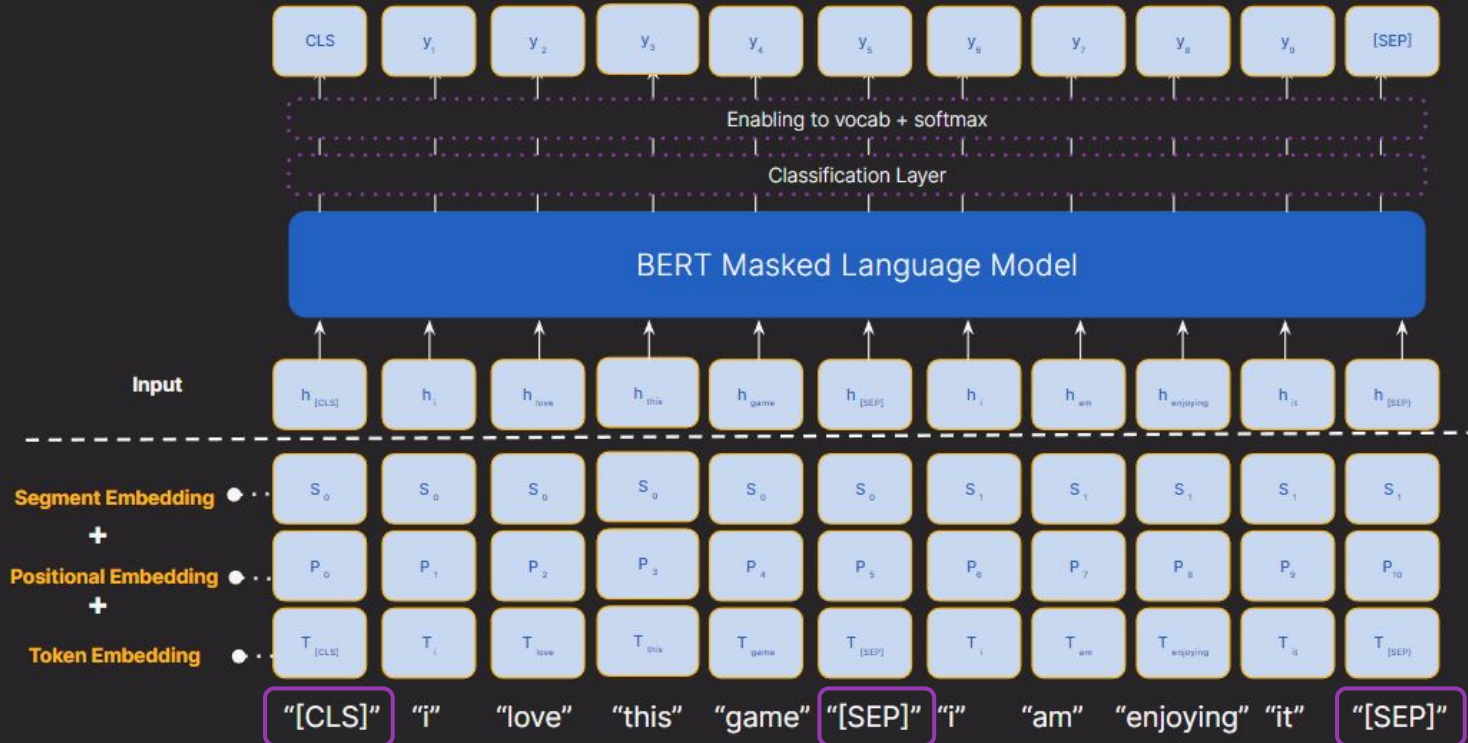 CLS y1 y2 y3 y4 y5 y6 y7 y8 y9 [SEP]
Enabling to vocab + softmax
Classification Layer
BERT Masked Language Model
Input h[CLS] hi hlove hthis hgame h[SEP] hi ham henjoying hit h[SEP]
Segment Embedding S0 S0 S0 S0 S0 S0 S1 S1 S1 S1 S1
+
Positional Embedding P0 P1 P2 P3 P4 P5 P6 P7 P8 P9 P10
+
Token Embedding T[CLS] Ti Tlove Tthis Tgame T[SEP] Ti Tam Tenjoying Tit T[SEP]
“[CLS]” “i” “love” “this” “game” “[SEP]” “i” “am” “enjoying” “it” “[SEP]”